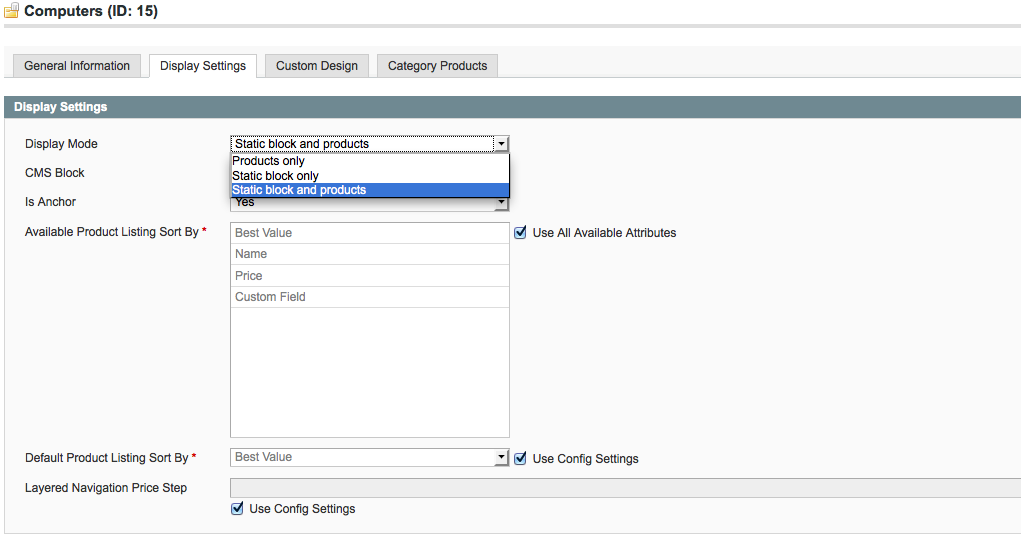 Computers (ID: 15)
General Information Display Settings Custom Design Category Products
Display Settings
Display Mode Static block and products
Products only
CMS Block Static block only
Static block and products
Is Anchor Yes
Available Product Listing Sort By * Best Value Use All Available Attributes
Name
Price
Custom Field
Default Product Listing Sort By * Best Value Use Config Settings
Layered Navigation Price Step
Use Config Settings